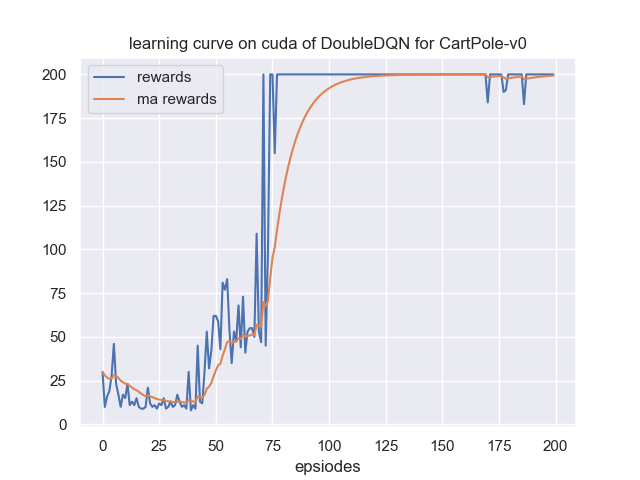 learning curve on cuda of DoubleDQN for CartPole-v0
rewards
ma rewards
200
175
150
125
100
75
50
25
0
0 25 50 75 100 125 150 175 200
epsiodes